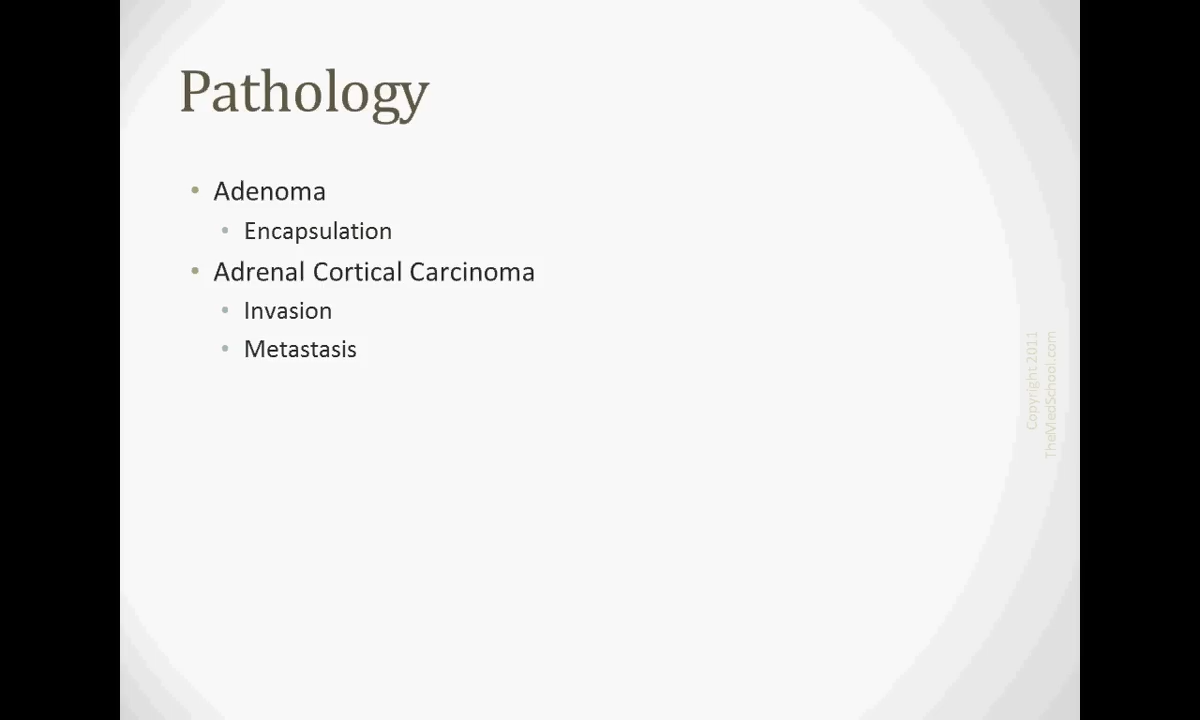 Pathology
• Adenoma
• Encapsulation
• Adrenal Cortical Carcinoma
• Invasion
• Metastasis
Copyright 2011
TheMedSchool.com